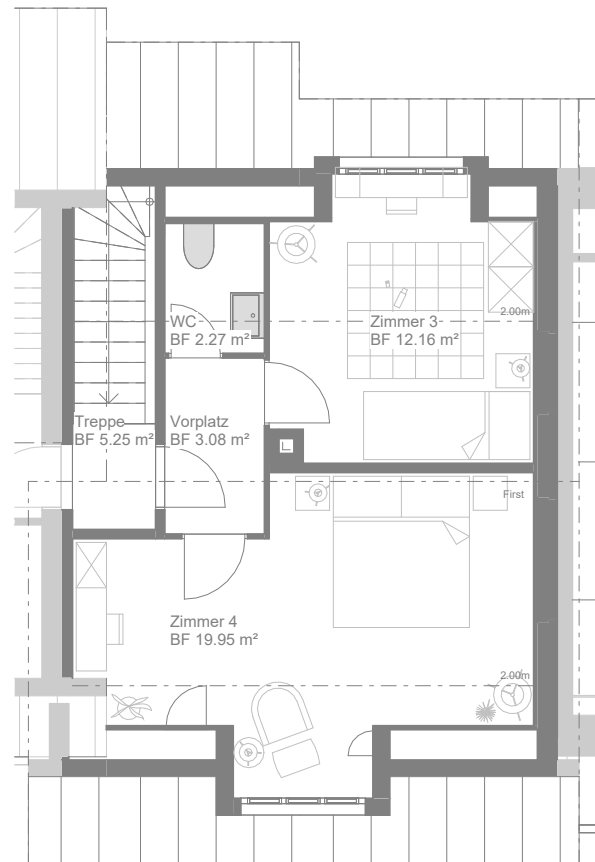 2.00m
WC
BF 2.27 m²
Zimmer 3
BF 12.16 m²
Treppe
BF 5.25 m²
Vorplatz
BF 3.08 m²
First
Zimmer 4
BF 19.95 m²
2.00m